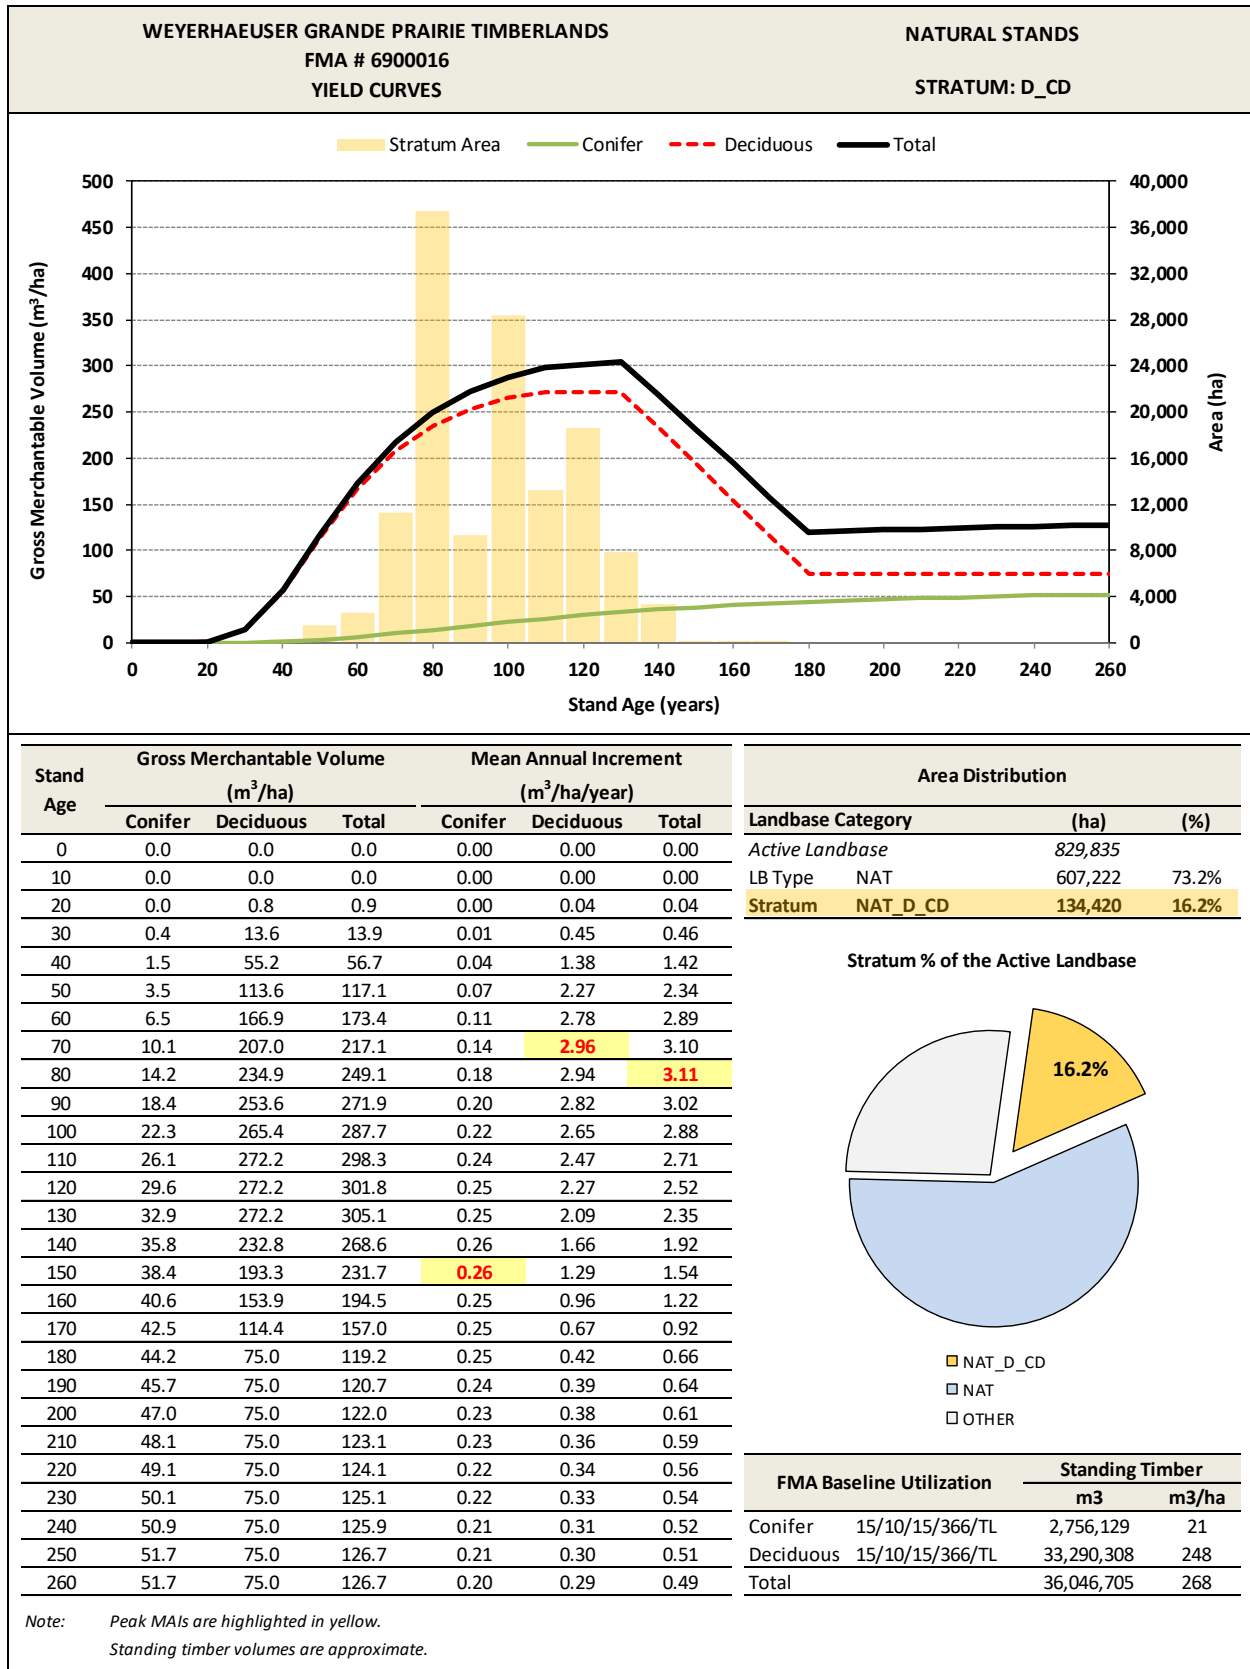 WEYERHAEUSER GRANDE PRAIRIE TIMBERLANDS
FMA # 6900016
YIELD CURVES
NATURAL STANDS
STRATUM: D_CD
Stratum Area Conifer Deciduous Total
Gross Merchantable Volume (m³/ha)
500
450
400
350
300
250
200
150
100
50
0
40,000
36,000
32,000
28,000
24,000
20,000
16,000
12,000
8,000
4,000
0
Area (ha)
0 20 40 60 80 100 120 140 160 180 200 220 240 260
Stand Age (years)
Stand Age Gross Merchantable Volume (m³/ha) Mean Annual Increment (m³/ha/year)
Conifer Deciduous Total Conifer Deciduous Total
0 0.0 0.0 0.0 0.00 0.00 0.00
10 0.0 0.0 0.0 0.00 0.00 0.00
20 0.0 0.8 0.9 0.00 0.04 0.04
30 0.4 13.6 13.9 0.01 0.45 0.46
40 1.5 55.2 56.7 0.04 1.38 1.42
50 3.5 113.6 117.1 0.07 2.27 2.34
60 6.5 166.9 173.4 0.11 2.78 2.89
70 10.1 207.0 217.1 0.14 2.96 3.10
80 14.2 234.9 249.1 0.18 2.94 3.11
90 18.4 253.6 271.9 0.20 2.82 3.02
100 22.3 265.4 287.7 0.22 2.65 2.88
110 26.1 272.2 298.3 0.24 2.47 2.71
120 29.6 272.2 301.8 0.25 2.27 2.52
130 32.9 272.2 305.1 0.25 2.09 2.35
140 35.8 232.8 268.6 0.26 1.66 1.92
150 38.4 193.3 231.7 0.26 1.29 1.54
160 40.6 153.9 194.5 0.25 0.96 1.22
170 42.5 114.4 157.0 0.25 0.67 0.92
180 44.2 75.0 119.2 0.25 0.42 0.66
190 45.7 75.0 120.7 0.24 0.39 0.64
200 47.0 75.0 122.0 0.23 0.38 0.61
210 48.1 75.0 123.1 0.23 0.36 0.59
220 49.1 75.0 124.1 0.22 0.34 0.56
230 50.1 75.0 125.1 0.22 0.33 0.54
240 50.9 75.0 125.9 0.21 0.31 0.52
250 51.7 75.0 126.7 0.21 0.30 0.51
260 51.7 75.0 126.7 0.20 0.29 0.49
Area Distribution
Landbase Category (ha) (%)
Active Landbase 829,835
LB Type NAT 607,222 73.2%
Stratum NAT_D_CD 134,420 16.2%
Stratum % of the Active Landbase
16.2%
NAT_D_CD
NAT
OTHER
FMA Baseline Utilization Standing Timber
m3 m3/ha
Conifer 15/10/15/366/TL 2,756,129 21
Deciduous 15/10/15/366/TL 33,290,308 248
Total 36,046,705 268
Note: Peak MAIs are highlighted in yellow.
Standing timber volumes are approximate.